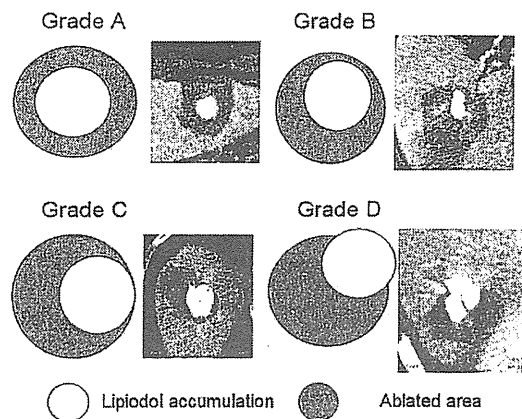 Grade A
Grade B
Grade C
Grade D
Lipiodol accumulation
Ablated area